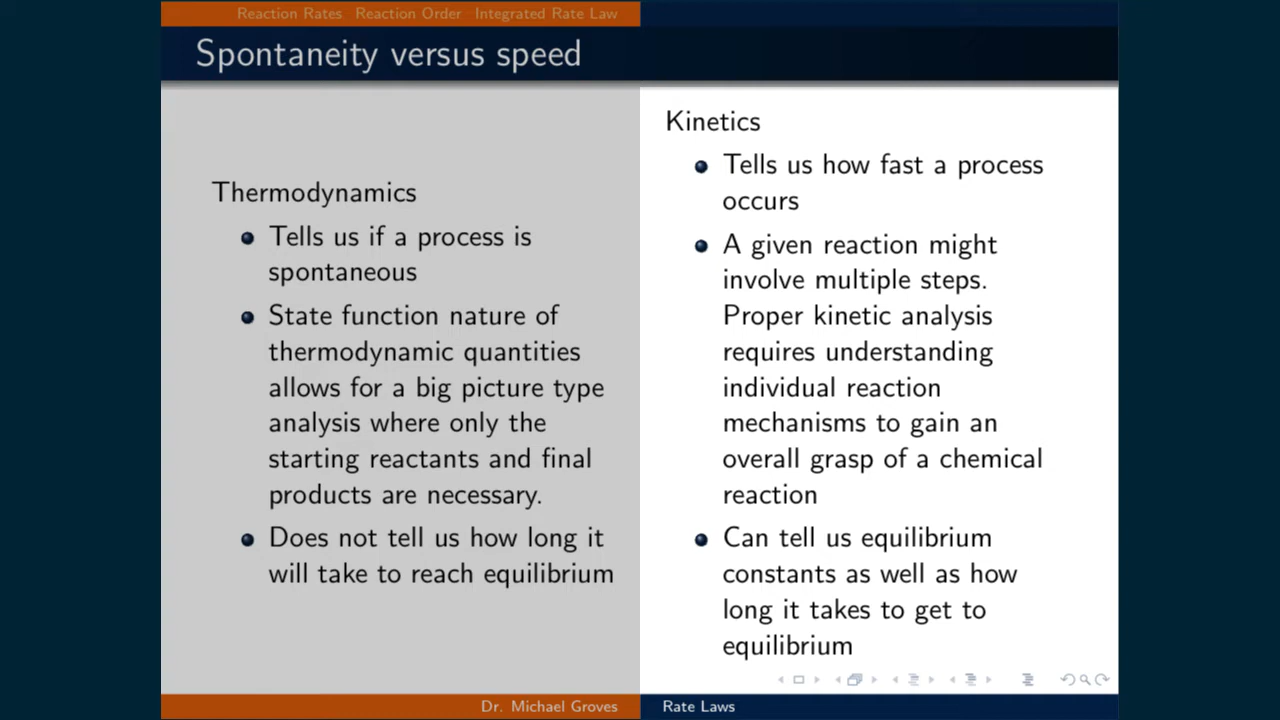 Reaction Rates Reaction Order Integrated Rate Law
Spontaneity versus speed
Thermodynamics
Tells us if a process is
spontaneous
State function nature of
thermodynamic quantities
allows for a big picture type
analysis where only the
starting reactants and final
products are necessary.
Does not tell us how long it
will take to reach equilibrium
Kinetics
Tells us how fast a process
occurs
A given reaction might
involve multiple steps.
Proper kinetic analysis
requires understanding
individual reaction
mechanisms to gain an
overall grasp of a chemical
reaction
Can tell us equilibrium
constants as well as how
long it takes to get to
equilibrium
Dr. Michael Groves
Rate Laws